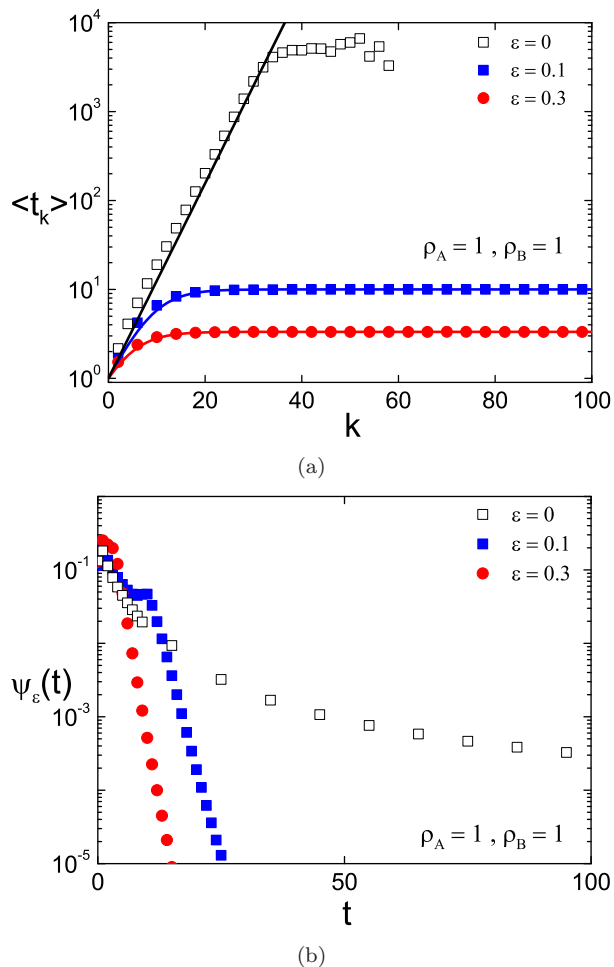 10^4
10^3
10^2
10^1
10^0
<t_k>
ε = 0
ε = 0.1
ε = 0.3
ρ_A = 1 , ρ_B = 1
0 20 40 60 80 100
k
(a)
10^-1
10^-3
10^-5
ψ_ε(t)
ε = 0
ε = 0.1
ε = 0.3
ρ_A = 1 , ρ_B = 1
0 50 100
t
(b)